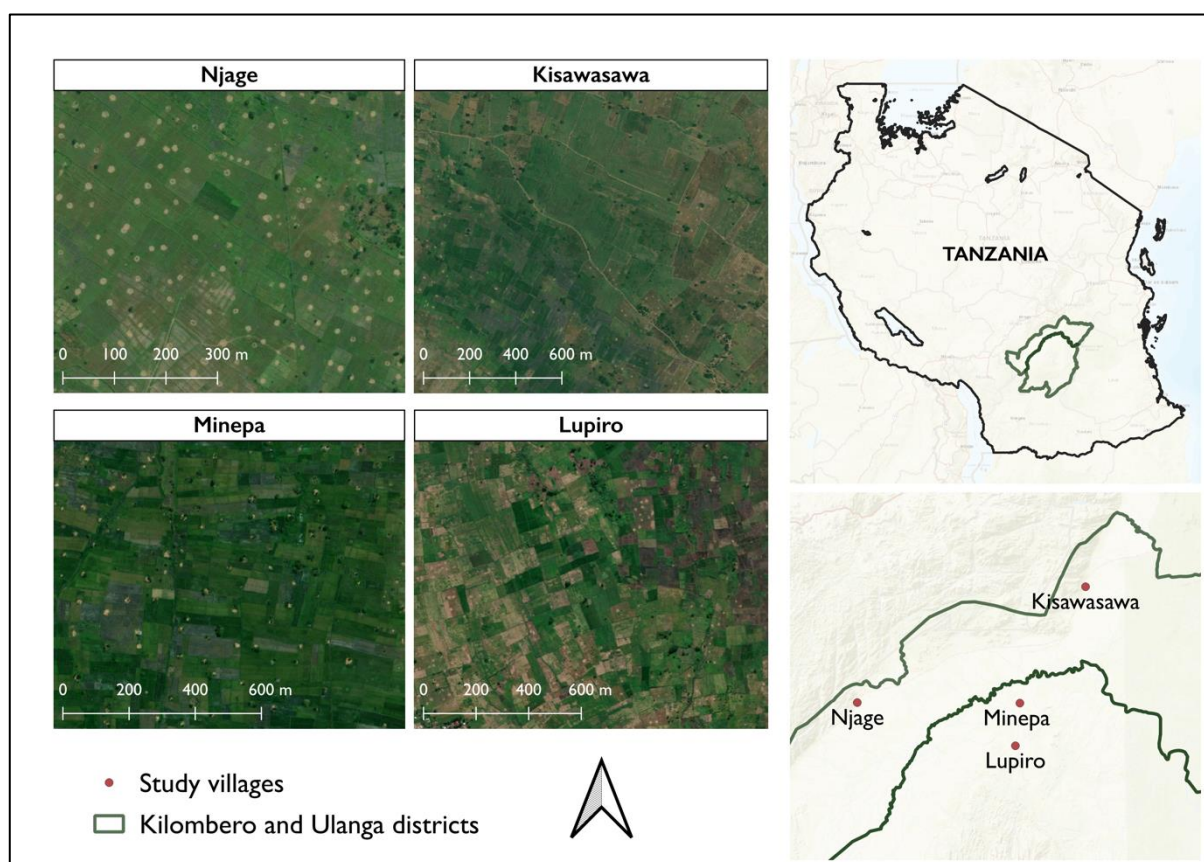 Njage
0 100 200 300 m
Kisawasawa
0 200 400 600 m
Minepa
0 200 400 600 m
Lupiro
0 200 400 600 m
TANZANIA
Kisawasawa
Njage
Minepa
Lupiro
Study villages
Kilombero and Ulanga districts